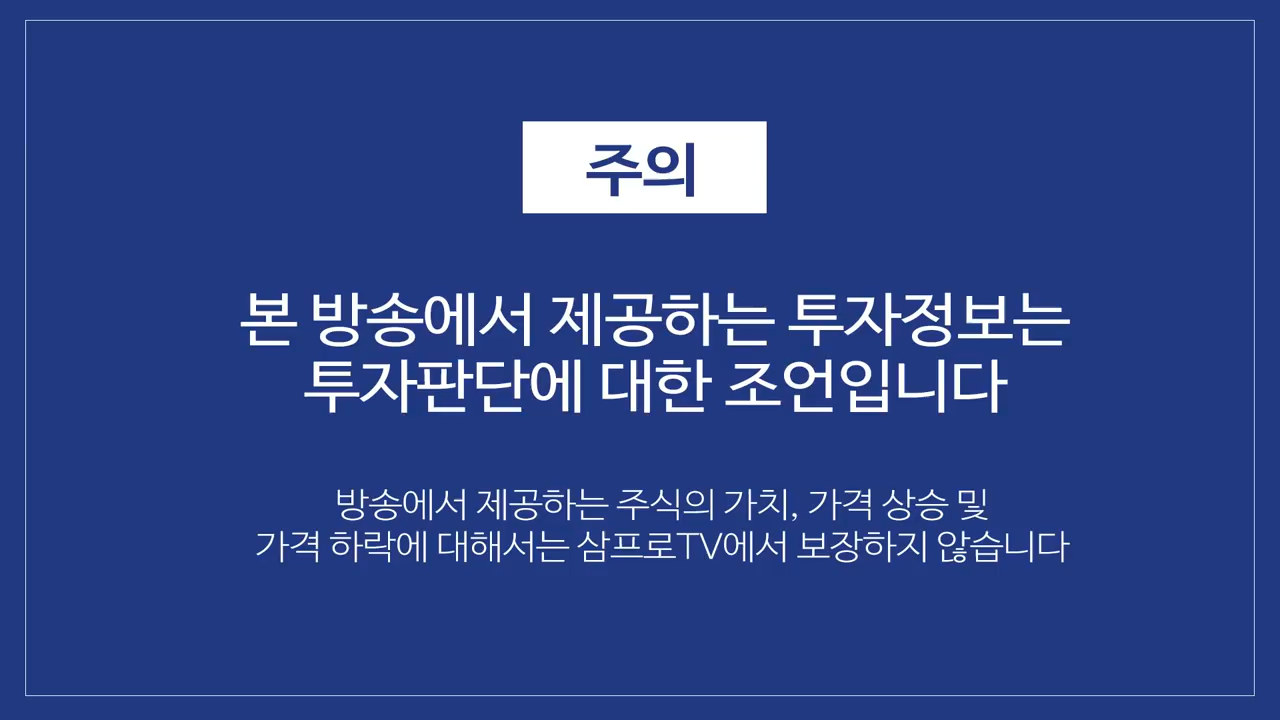 주의
본 방송에서 제공하는 투자정보는
투자판단에 대한 조언입니다
방송에서 제공하는 주식의 가치, 가격 상승 및
가격 하락에 대해서는 삼프로TV에서 보장하지 않습니다